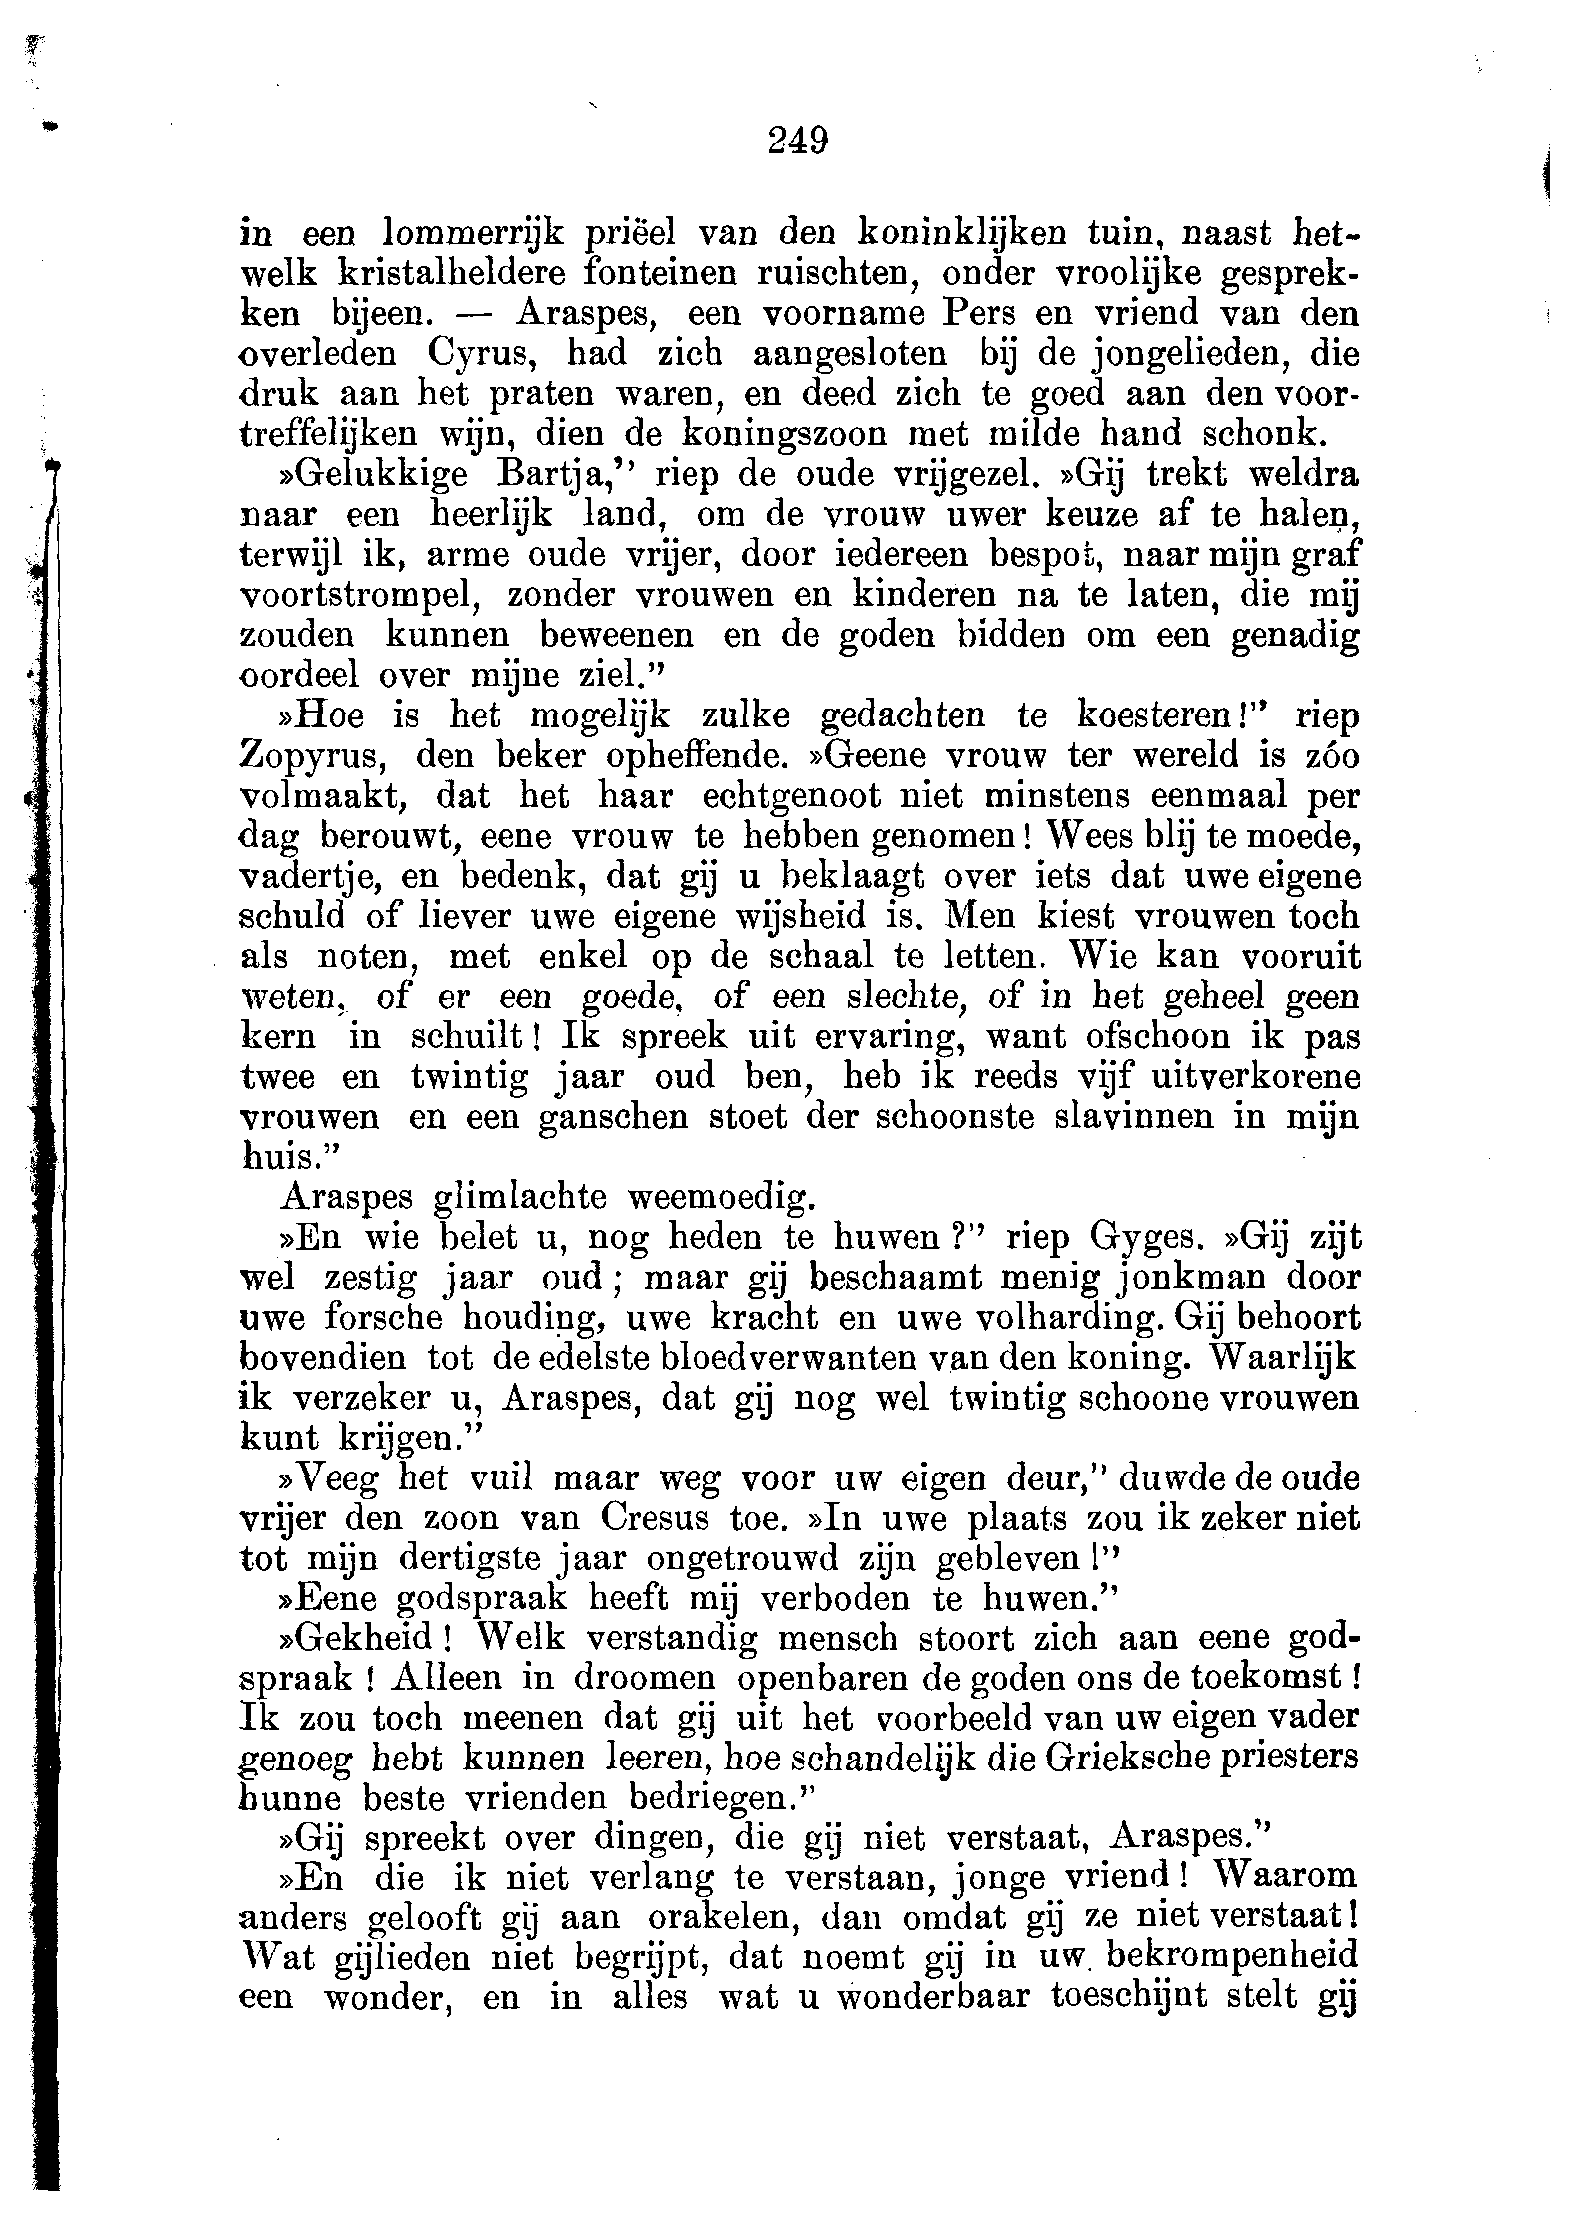 249
in een lommerrijk priëel van den koninklijken tuin, naast het-
welk kristalheldere fonteinen ruischten, onder vroolijke gesprek-
ken bijeen. — Araspes, een voorname Pers en vriend van den
overleden Cyrus, had zich aangesloten bij de jongelieden, die
druk aan het praten waren, en deed zich te goed aan den voor-
treffelijken wijn, dien de koningszoon met milde hand schonk.
»Gelukkige Bartja,” riep de oude vrijgezel. »Gij trekt weldra
naar een heerlijk land, om de vrouw uwer keuze af te halen,
terwijl ik, arme oude vrijer, door iedereen bespot, naar mijn graf
voortstrompel, zonder vrouwen en kinderen na te laten, die mij
zouden kunnen beweenen en de goden bidden om een genadig
oordeel over mijne ziel.”
»Hoe is het mogelijk zulke gedachten te koesteren!” riep
Zopyrus, den beker opheffende. »Geene vrouw ter wereld is zóo
volmaakt, dat het haar echtgenoot niet minstens eenmaal per
dag berouwt, eene vrouw te hebben genomen! Wees blij te moede,
vadertje, en bedenk, dat gij u beklaagt over iets dat uwe eigene
schuld of liever uwe eigene wijsheid is. Men kiest vrouwen toch
als noten, met enkel op de schaal te letten. Wie kan vooruit
weten, of er een goede, of een slechte, of in het geheel geen
kern in schuilt! Ik spreek uit ervaring, want ofschoon ik pas
twee en twintig jaar oud ben, heb ik reeds vijf uitverkorene
vrouwen en een ganschen stoet der schoonste slavinnen in mijn
huis.”
Araspes glimlachte weemoedig.
»En wie belet u, nog heden te huwen?” riep Gyges. »Gij zijt
wel zestig jaar oud; maar gij beschaamt menig jonkman door
uwe forsche houding, uwe kracht en uwe volharding. Gij behoort
bovendien tot de edelste bloedverwanten van den koning. Waarlijk
ik verzeker u, Araspes, dat gij nog wel twintig schoone vrouwen
kunt krijgen.”
»Veeg het vuil maar weg voor uw eigen deur,” duwde de oude
vrijer den zoon van Cresus toe. »In uwe plaats zou ik zeker niet
tot mijn dertigste jaar ongetrouwd zijn gebleven!”
»Eene godspraak heeft mij verboden te huwen.”
»Gekheid! Welk verstandig mensch stoort zich aan eene god-
spraak! Alleen in droomen openbaren de goden ons de toekomst!
Ik zou toch meenen dat gij uit het voorbeeld van uw eigen vader
genoeg hebt kunnen leeren, hoe schandelijk die Grieksche priesters
hunne beste vrienden bedriegen.”
»Gij spreekt over dingen, die gij niet verstaat, Araspes.”
»En die ik niet verlang te verstaan, jonge vriend! Waarom
anders gelooft gij aan orakelen, dan omdat gij ze niet verstaat!
Wat gijlieden niet begrijpt, dat noemt gij in uw bekrompenheid
een wonder, en in alles wat u wonderbaar toeschijnt stelt gij